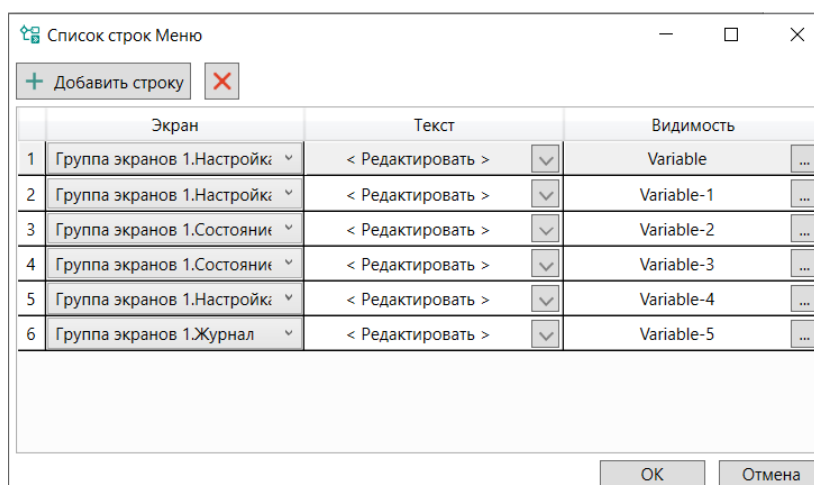 Список строк Меню
+ Добавить строку
Экран Текст Видимость
1 Группа экранов 1.Настройка < Редактировать > Variable ...
2 Группа экранов 1.Настройка < Редактировать > Variable-1 ...
3 Группа экранов 1.Состояние < Редактировать > Variable-2 ...
4 Группа экранов 1.Состояние < Редактировать > Variable-3 ...
5 Группа экранов 1.Настройка < Редактировать > Variable-4 ...
6 Группа экранов 1.Журнал < Редактировать > Variable-5 ...
ОК Отмена